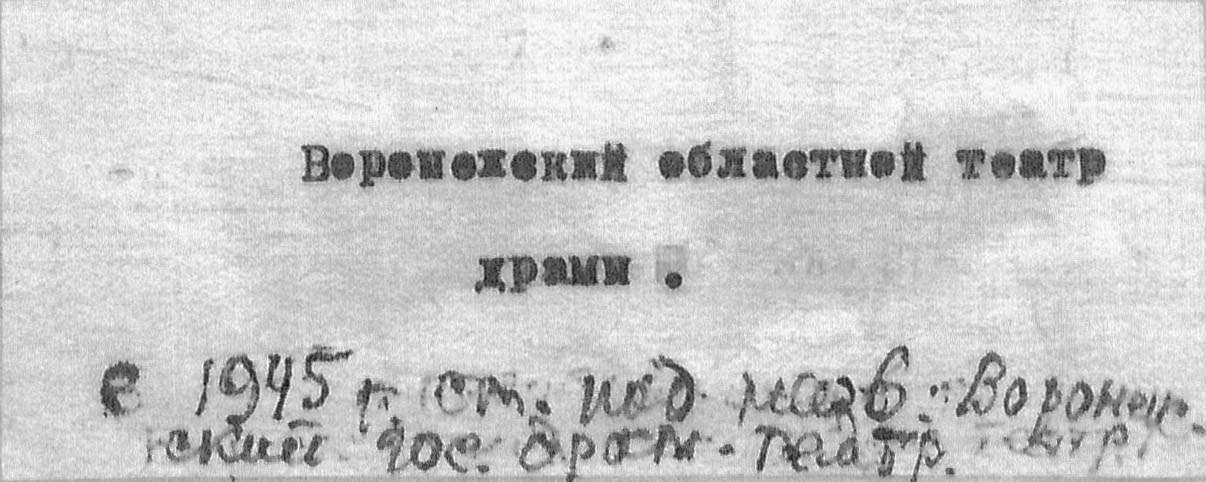 Воронежский областной театр
драмы .
с 1945 г. ст. под назв. Воронеж.
ский гос. драм. театр.